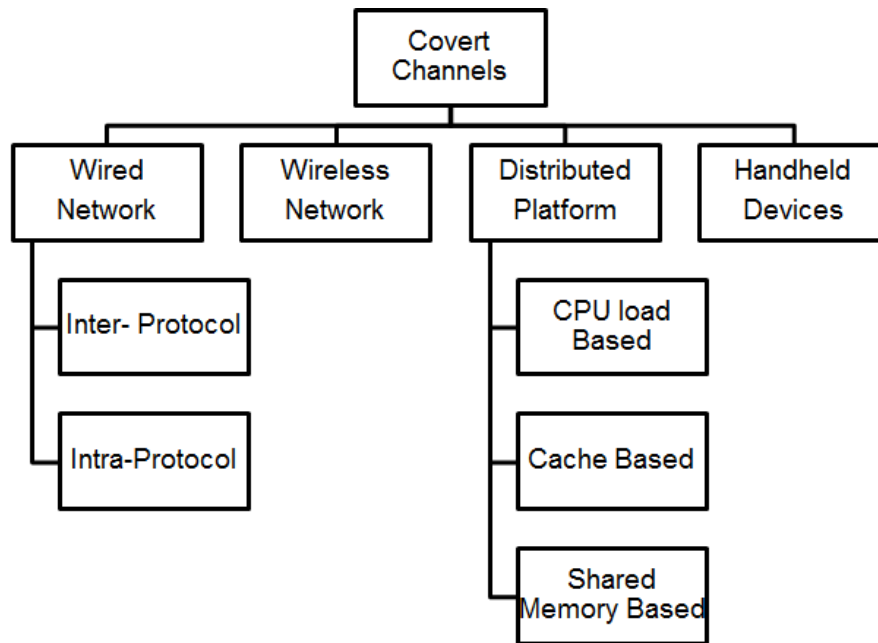 Covert
Channels
Wired
Network
Wireless
Network
Distributed
Platform
Handheld
Devices
Inter- Protocol
Intra-Protocol
CPU load
Based
Cache Based
Shared
Memory Based